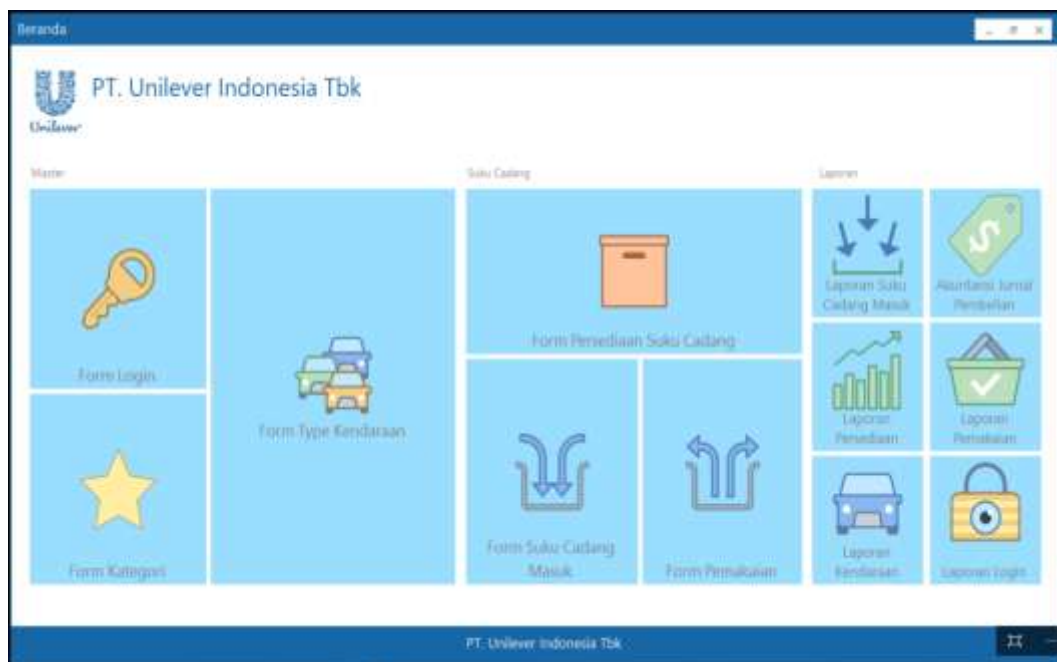 Beranda
PT. Unilever Indonesia Tbk
Unilever
Master
Suku Cadang
Laporan
Form Login
Form Kategori
Form Type Kendaraan
Form Persediaan Suku Cadang
Form Suku Cadang
Masuk
Form Pemakaian
Laporan Suku
Cadang Masuk
Akuntansi Jurnal
Pembelian
Laporan
Persediaan
Laporan
Pemakaian
Laporan
Kendaraan
Laporan Login
PT. Unilever Indonesia Tbk